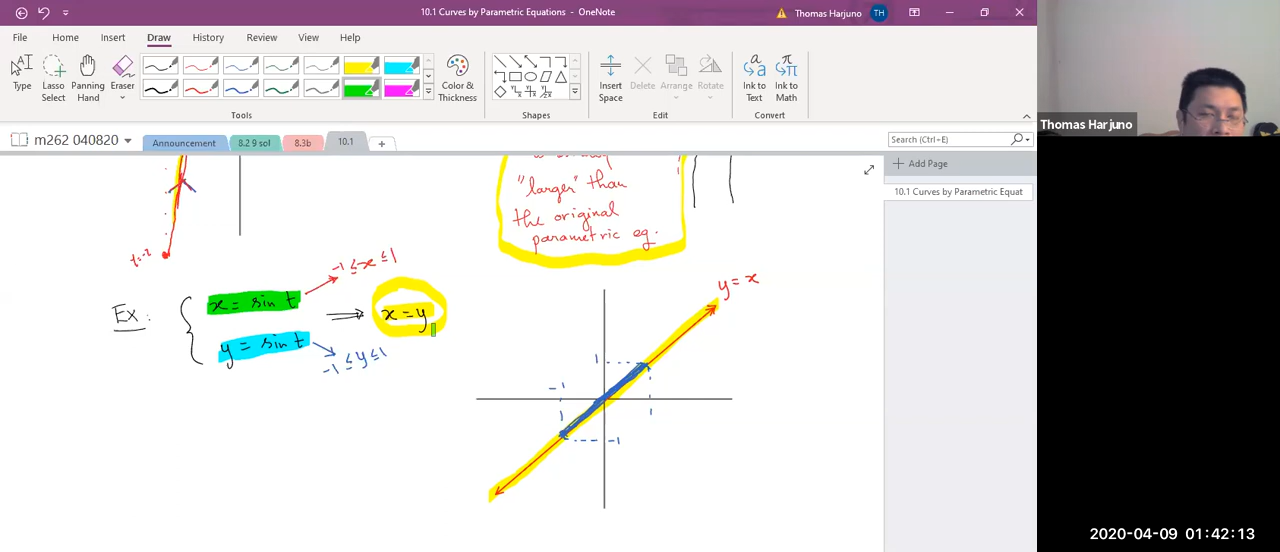 10.1 Curves by Parametric Equations - OneNote
Thomas Harjuno
TH
File Home Insert Draw History Review View Help
Type
Lasso Select
Panning Hand
Eraser
Color & Thickness
Insert Space
Delete
Arrange
Rotate
Ink to Text
Ink to Math
Tools
Shapes
Edit
Convert
m262 040820
Announcement
8.2 9 sol
8.3b
10.1
Search (Ctrl+E)
Add Page
10.1 Curves by Parametric Equat
Thomas Harjuno
"larger" than
the original
parametric eq.
t=-2
-1 ≤ x ≤ 1
Ex:
x = sin t
⇒ x = y
y = sin t
-1 ≤ y ≤ 1
y = x
1
-1
1
-1
2020-04-09 01:42:13